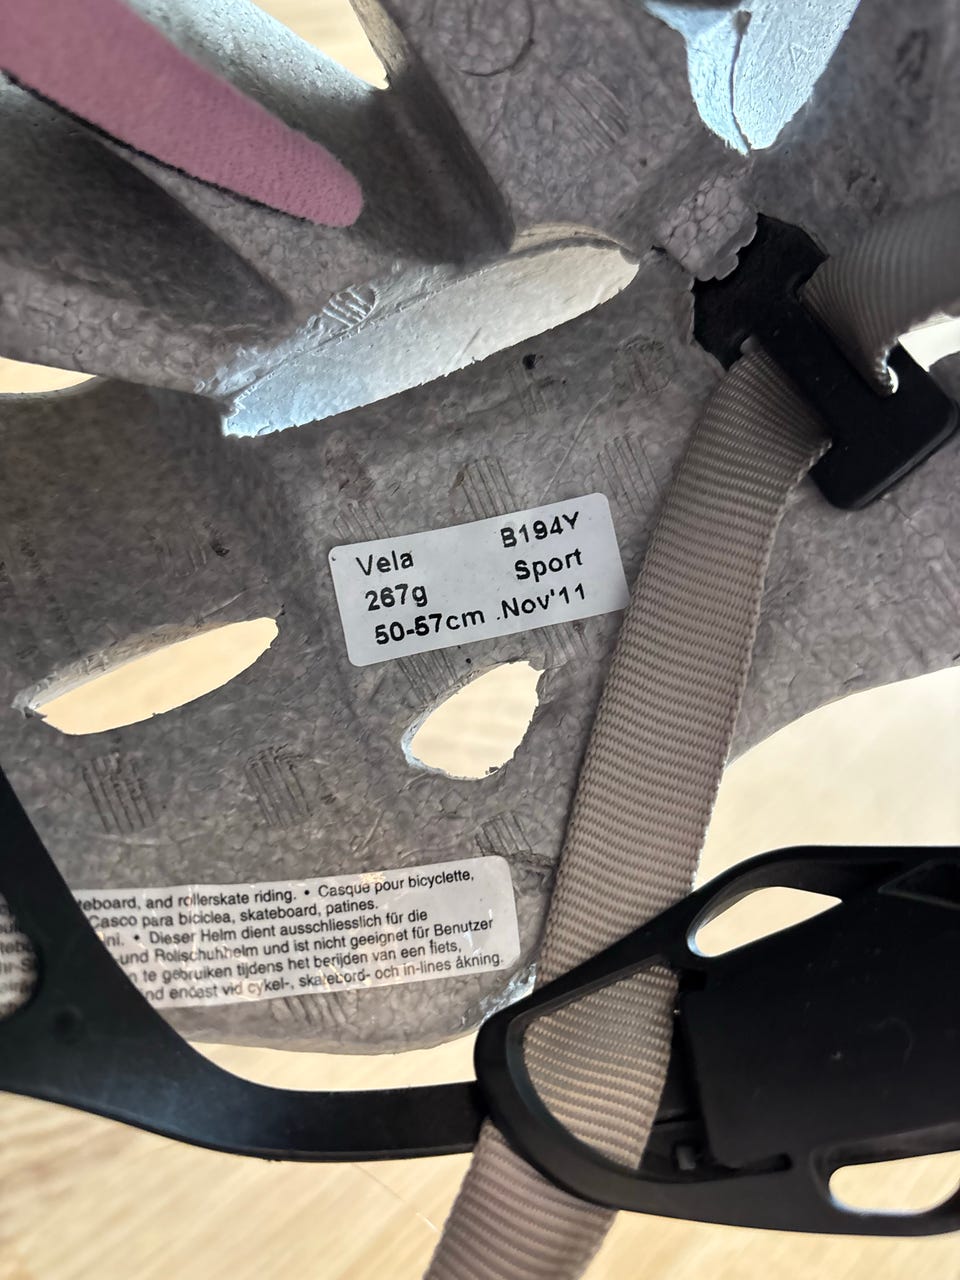 Vela B194Y
267g Sport
50-57cm .Nov'11
teboard, and rollerskate riding. • Casque pour bicyclette,
Casco para biciclea, skateboard, patines.
ini. • Dieser Helm dient ausschliesslich für die
-und Rollschuhhelm und ist nicht geeignet für Benutzer
te gebruiken tijdens het berijden van een fiets,
nd endast vid cykel-, skatebord- och in-lines åkning.